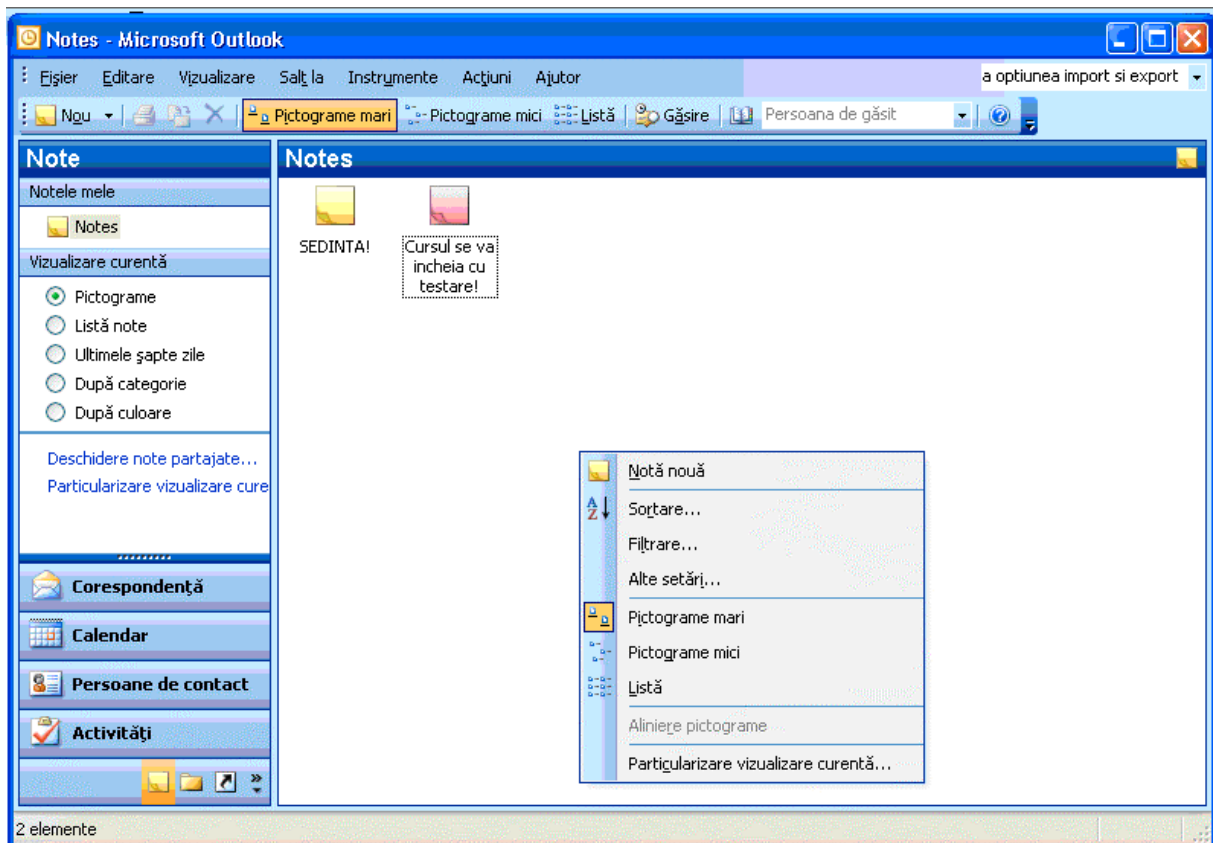 Notes - Microsoft Outlook
Fişier Editare Vizualizare Salt la Instrumente Acţiuni Ajutor
a optiunea import si export
Nou Pictograme mari Pictograme mici Listă Găsire Persoana de găsit
Note
Notes
Notele mele
Notes
Vizualizare curentă
Pictograme
Listă note
Ultimele şapte zile
După categorie
După culoare
Deschidere note partajate...
Particularizare vizualizare cure
Corespondenţă
Calendar
Persoane de contact
Activităţi
SEDINTA!
Cursul se va
incheia cu
testare!
Notă nouă
Sortare...
Filtrare...
Alte setări...
Pictograme mari
Pictograme mici
Listă
Aliniere pictograme
Particularizare vizualizare curentă...
2 elemente